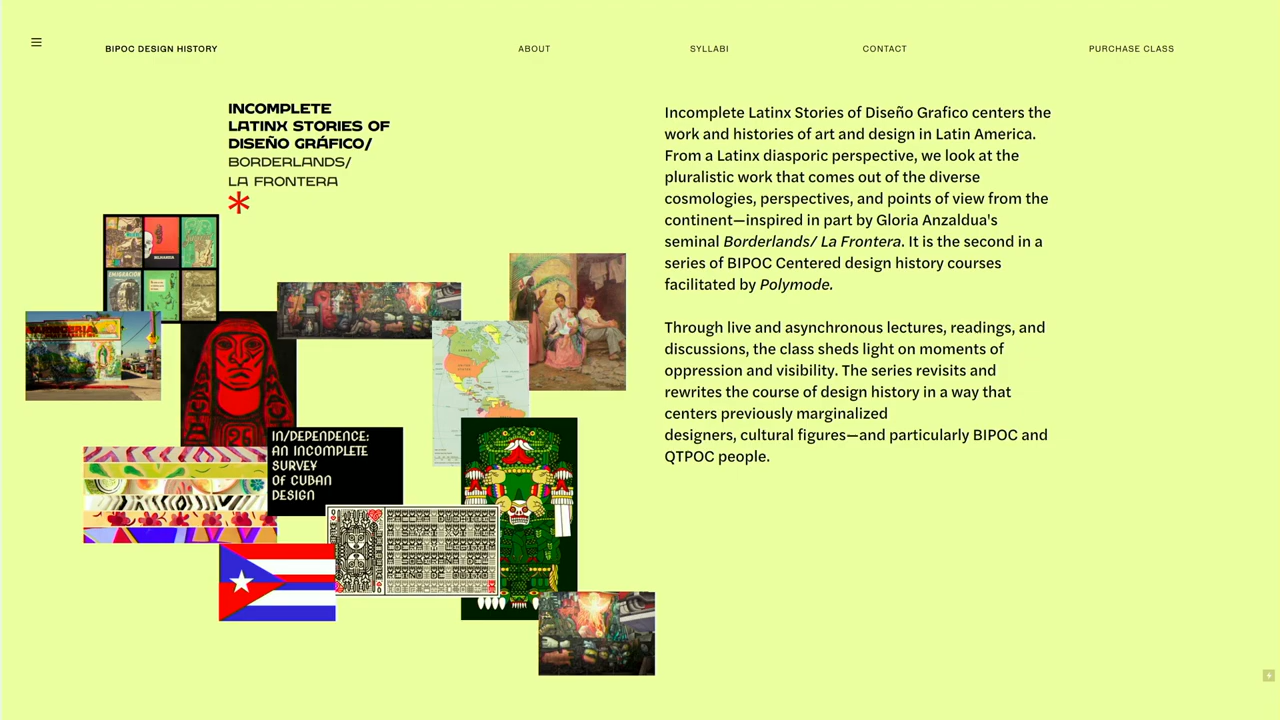 BIPOC DESIGN HISTORY
ABOUT
SYLLABI
CONTACT
PURCHASE CLASS
INCOMPLETE
LATINX STORIES OF
DISEÑO GRÁFICO/
BORDERLANDS/
LA FRONTERA
*
Incomplete Latinx Stories of Diseño Grafico centers the
work and histories of art and design in Latin America.
From a Latinx diasporic perspective, we look at the
pluralistic work that comes out of the diverse
cosmologies, perspectives, and points of view from the
continent—inspired in part by Gloria Anzaldua's
seminal Borderlands/ La Frontera. It is the second in a
series of BIPOC Centered design history courses
facilitated by Polymode.
Through live and asynchronous lectures, readings, and
discussions, the class sheds light on moments of
oppression and visibility. The series revisits and
rewrites the course of design history in a way that
centers previously marginalized
designers, cultural figures—and particularly BIPOC and
QTPOC people.
EMIGRACION
AMAUTA
26
IN/DEPENDENCE:
AN INCOMPLETE
SURVEY
OF CUBAN
DESIGN